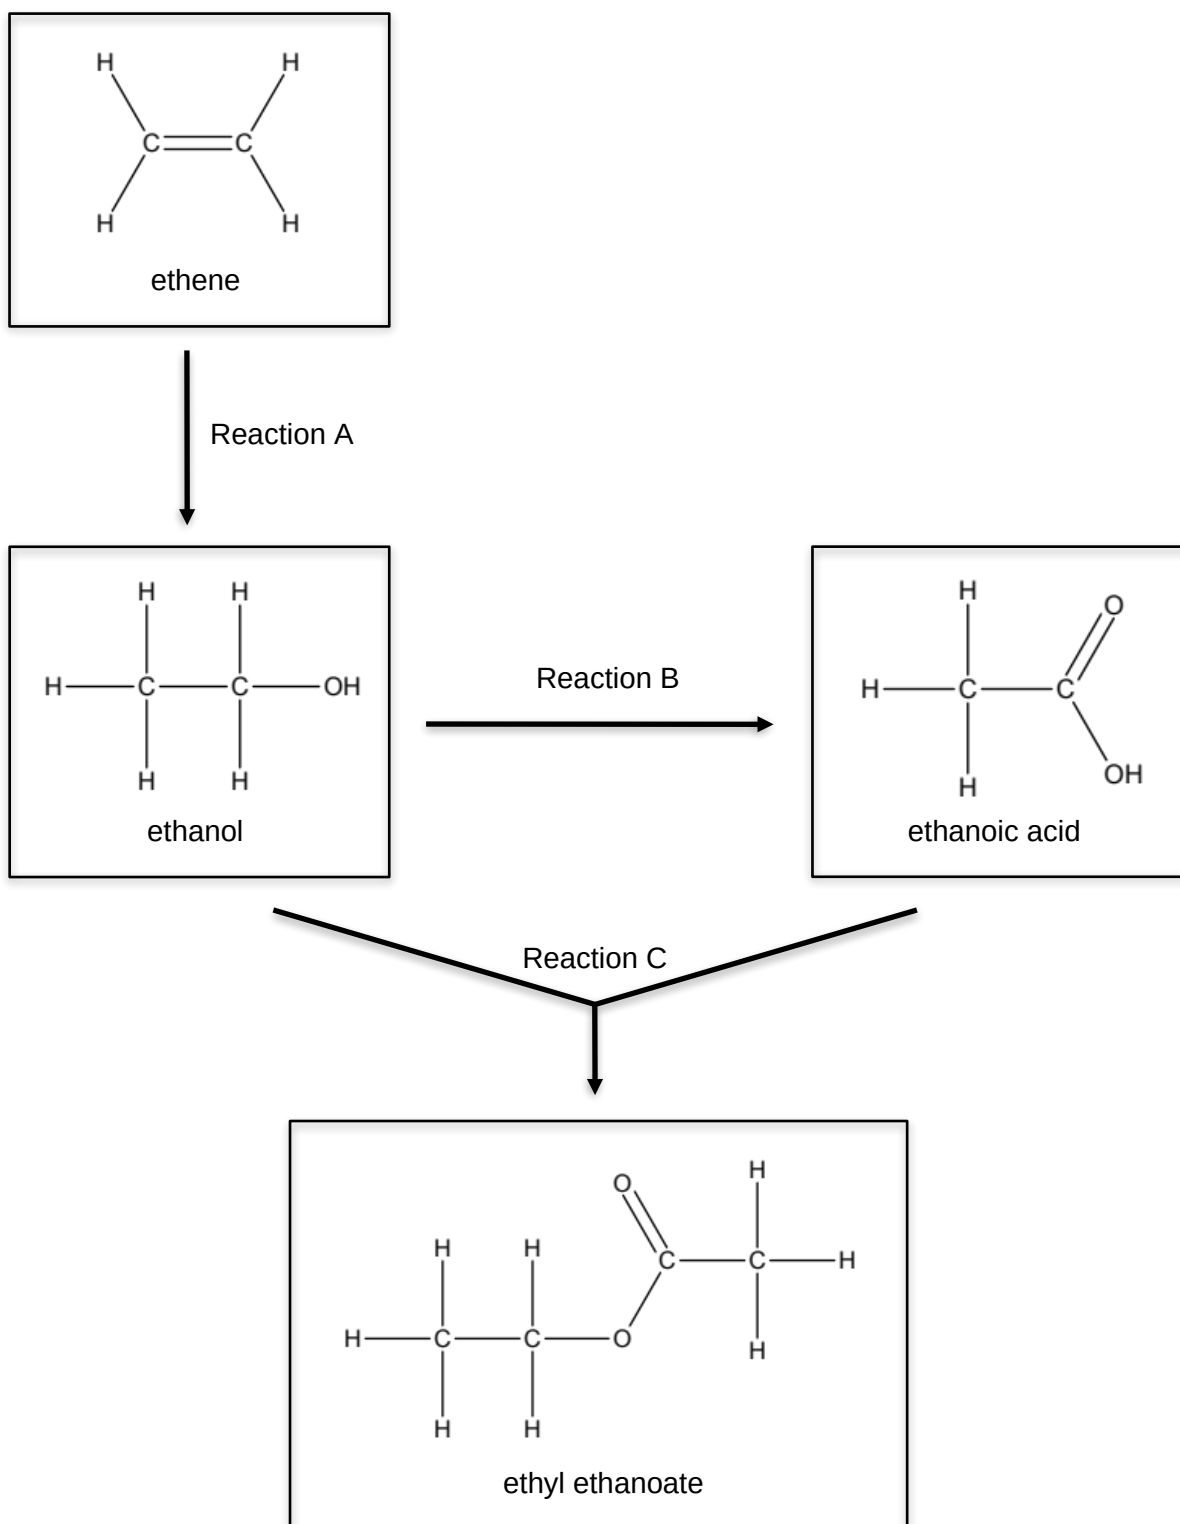 H H
C C
H H
ethene
Reaction A
H H
H C C OH
H H
ethanol
Reaction B
H O
H C C
H OH
ethanoic acid
Reaction C
O H
H H C C H
H C C O H
H H
ethyl ethanoate